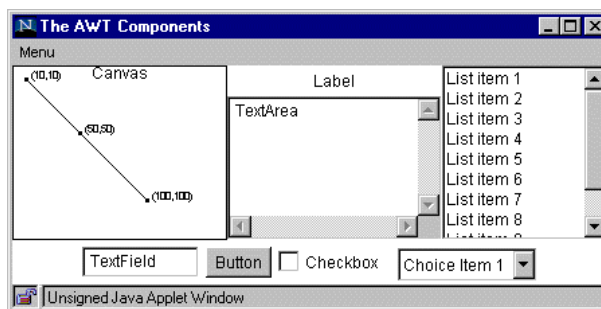 The AWT Components
Menu
Canvas
(10,10)
(50,50)
(100,100)
Label
TextArea
List item 1
List item 2
List item 3
List item 4
List item 5
List item 6
List item 7
List item 8
TextField
Button
Checkbox
Choice Item 1
Unsigned Java Applet Window